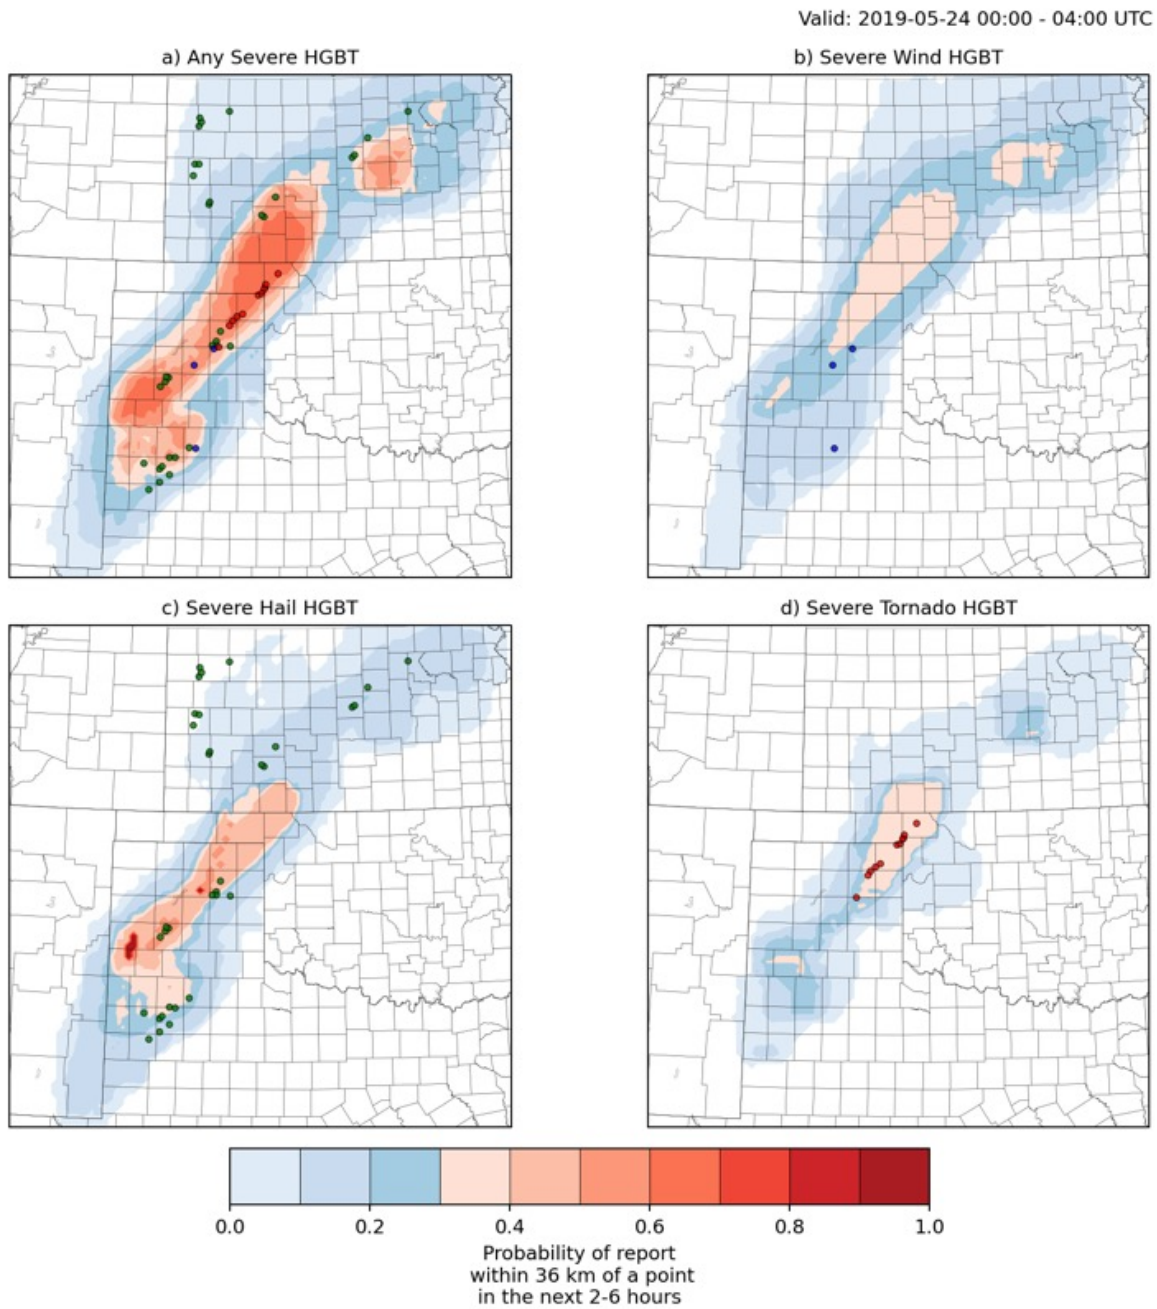 Valid: 2019-05-24 00:00 - 04:00 UTC
a) Any Severe HGBT
b) Severe Wind HGBT
c) Severe Hail HGBT
d) Severe Tornado HGBT
0.0 0.2 0.4 0.6 0.8 1.0
Probability of report
within 36 km of a point
in the next 2-6 hours